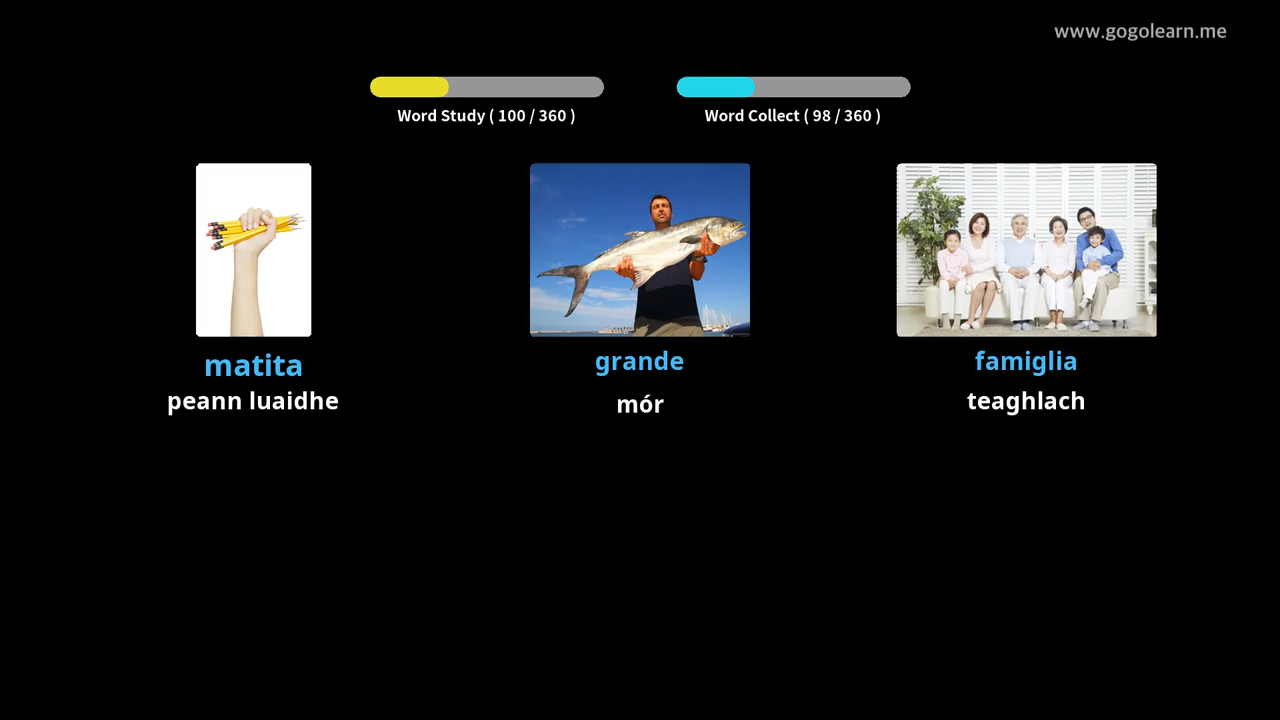 www.gogolearn.me
Word Study ( 100 / 360 )
Word Collect ( 98 / 360 )
matita
peann luaidhe
grande
mór
famiglia
teaghlach